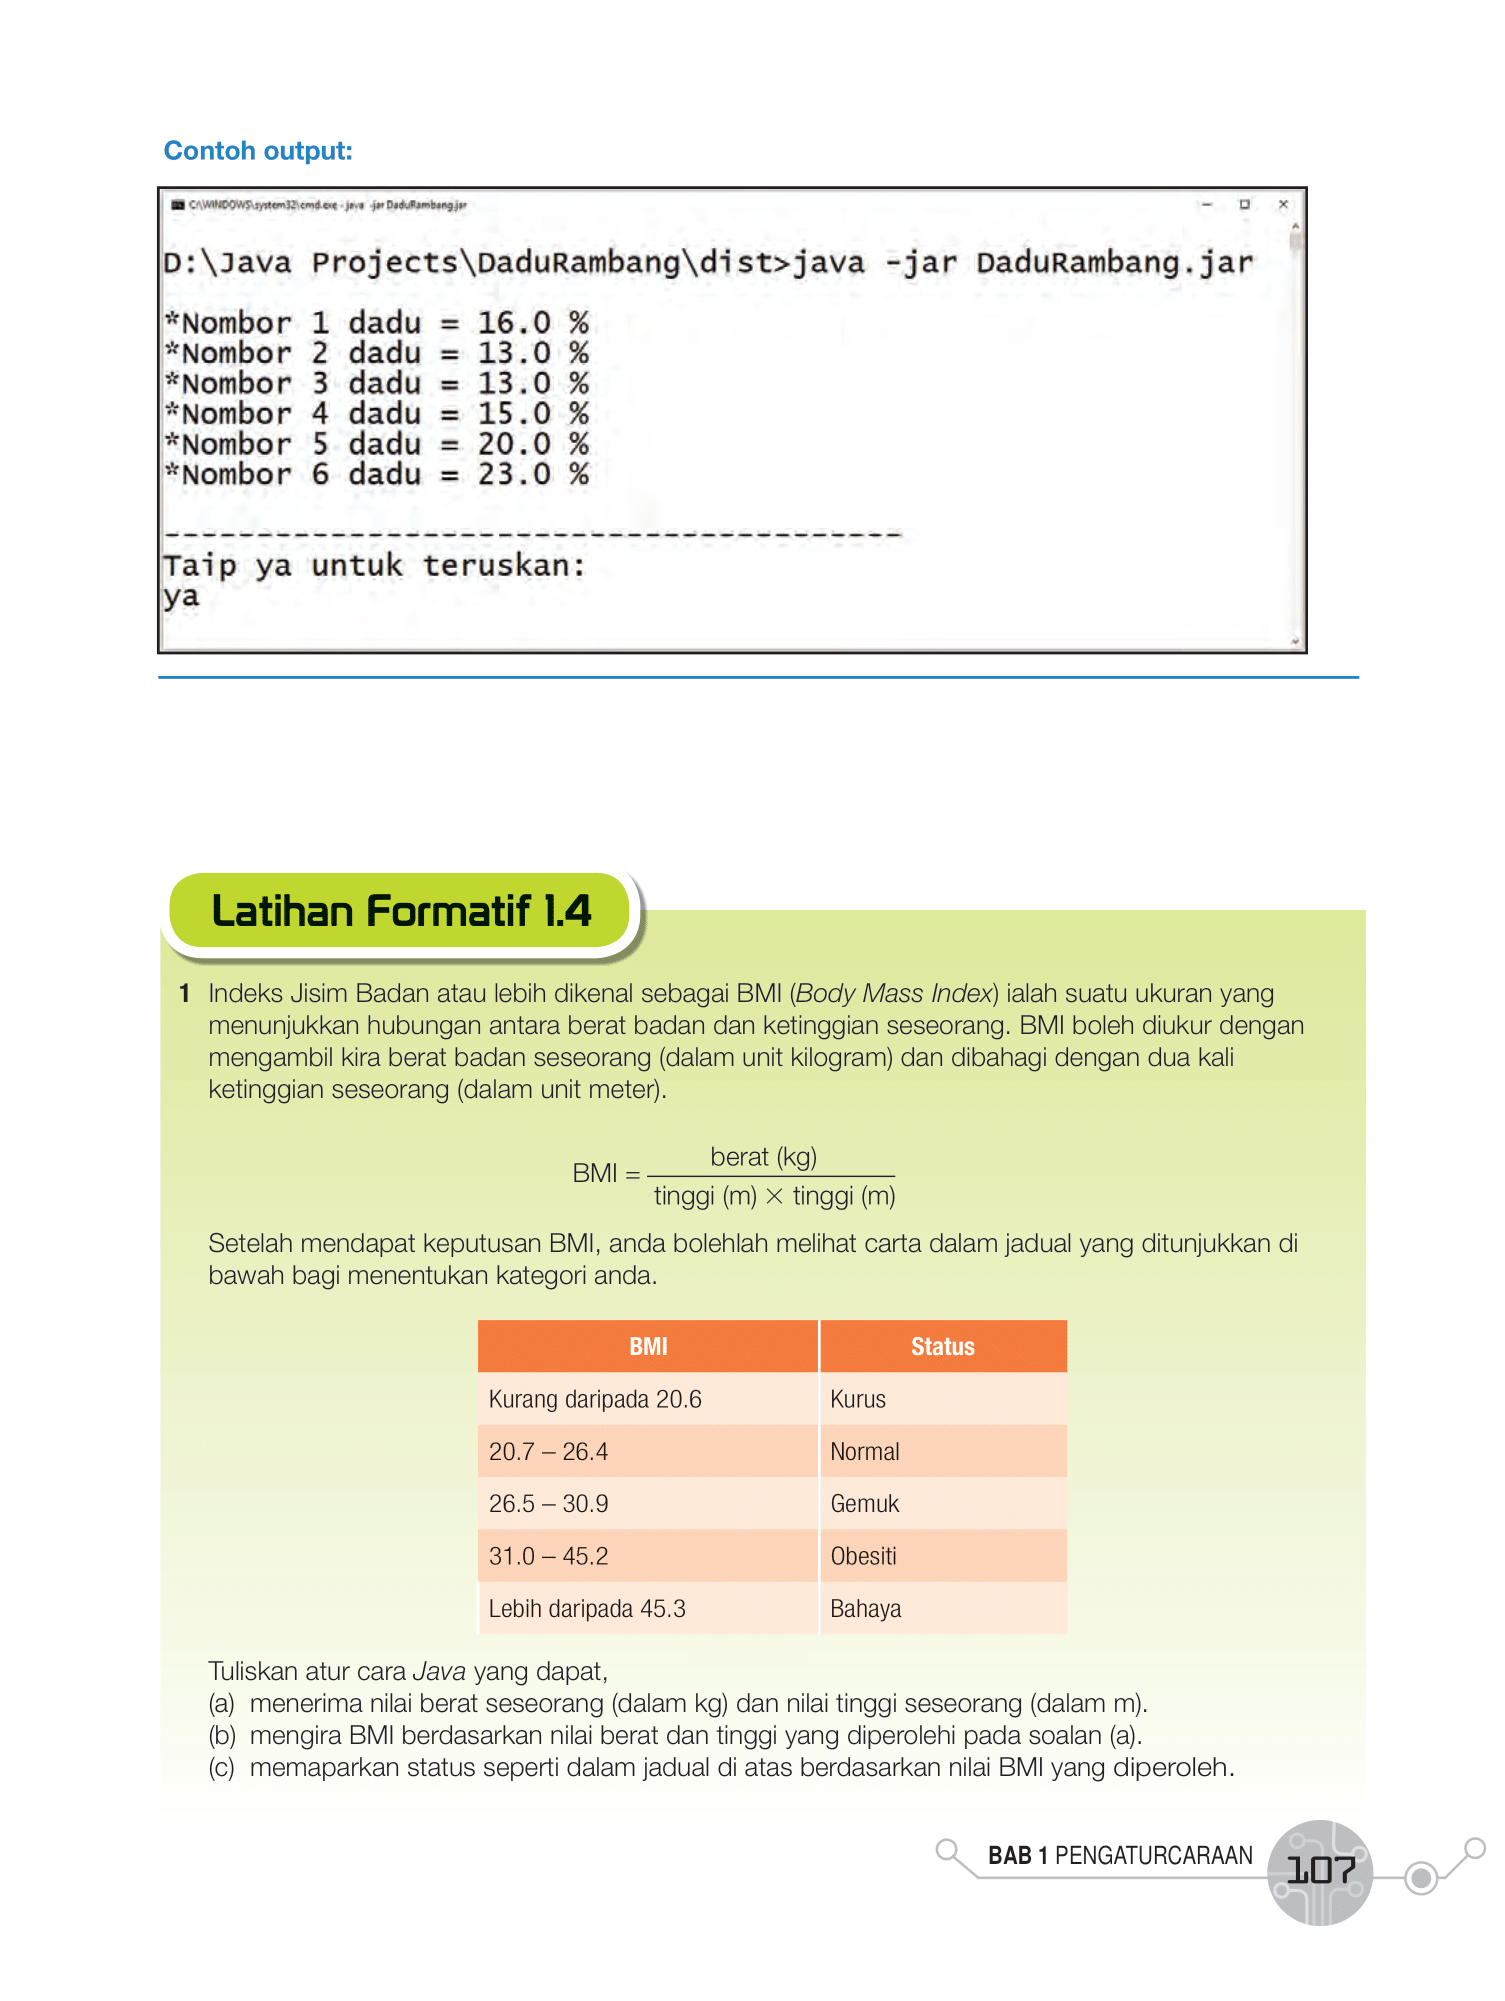 Contoh output:
C:\WINDOWS\system32\cmd.exe - java -jar DaduRambang.jar
D:\Java Projects\DaduRambang\dist>java -jar DaduRambang.jar
*Nombor 1 dadu = 16.0 %
*Nombor 2 dadu = 13.0 %
*Nombor 3 dadu = 13.0 %
*Nombor 4 dadu = 15.0 %
*Nombor 5 dadu = 20.0 %
*Nombor 6 dadu = 23.0 %
----------------------------------------
Taip ya untuk teruskan:
ya
Latihan Formatif 1.4
1 Indeks Jisim Badan atau lebih dikenal sebagai BMI (Body Mass Index) ialah suatu ukuran yang
menunjukkan hubungan antara berat badan dan ketinggian seseorang. BMI boleh diukur dengan
mengambil kira berat badan seseorang (dalam unit kilogram) dan dibahagi dengan dua kali
ketinggian seseorang (dalam unit meter).
berat (kg)
BMI =
tinggi (m) × tinggi (m)
Setelah mendapat keputusan BMI, anda bolehlah melihat carta dalam jadual yang ditunjukkan di
bawah bagi menentukan kategori anda.
BMI Status
Kurang daripada 20.6 Kurus
20.7 – 26.4 Normal
26.5 – 30.9 Gemuk
31.0 – 45.2 Obesiti
Lebih daripada 45.3 Bahaya
Tuliskan atur cara Java yang dapat,
(a) menerima nilai berat seseorang (dalam kg) dan nilai tinggi seseorang (dalam m).
(b) mengira BMI berdasarkan nilai berat dan tinggi yang diperolehi pada soalan (a).
(c) memaparkan status seperti dalam jadual di atas berdasarkan nilai BMI yang diperoleh.
BAB 1 PENGATURCARAAN 107